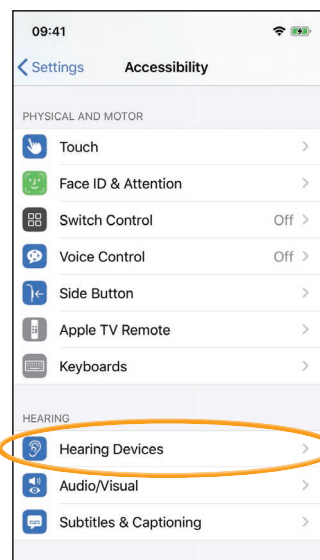 09:41
Settings Accessibility
PHYSICAL AND MOTOR
Touch
Face ID & Attention
Switch Control Off
Voice Control Off
Side Button
Apple TV Remote
Keyboards
HEARING
Hearing Devices
Audio/Visual
Subtitles & Captioning